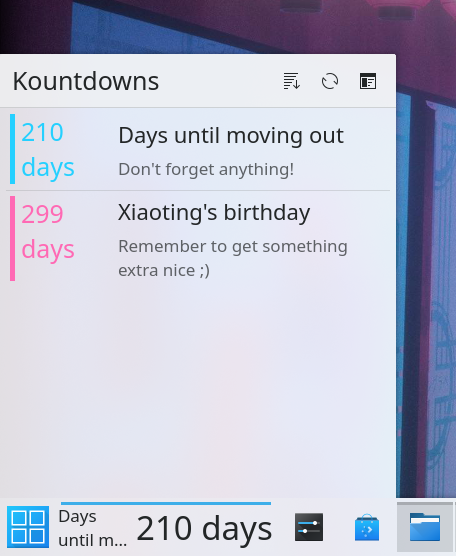 Kountdowns
210
days
Days until moving out
Don't forget anything!
299
days
Xiaoting's birthday
Remember to get something
extra nice ;)
Days
until m...
210 days